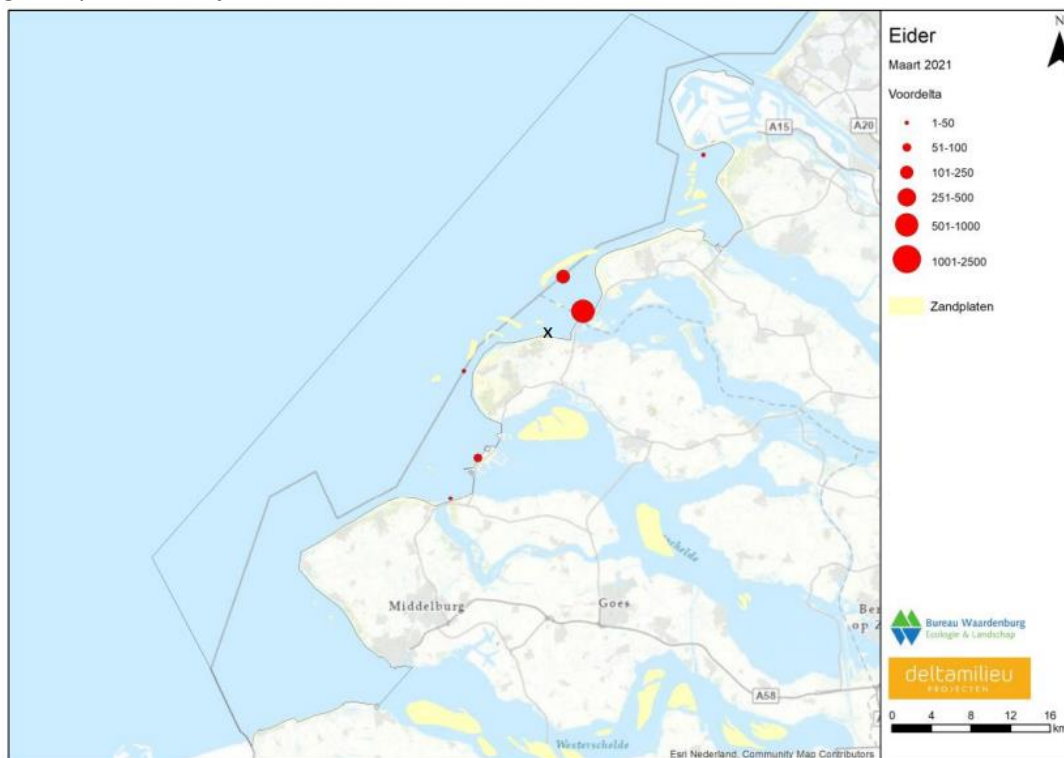 Eider
Maart 2021
Voordelta
1-50
51-100
101-250
251-500
501-1000
1001-2500
Zandplaten
N
A15
A20
x
Middelburg
Goes
A58
Westerschelde
Bureau Waardenburg
Ecologie & Landschap
deltamilieu
PROJECTEN
0 4 8 12 16
km
Esri Nederland, Community Map Contributors